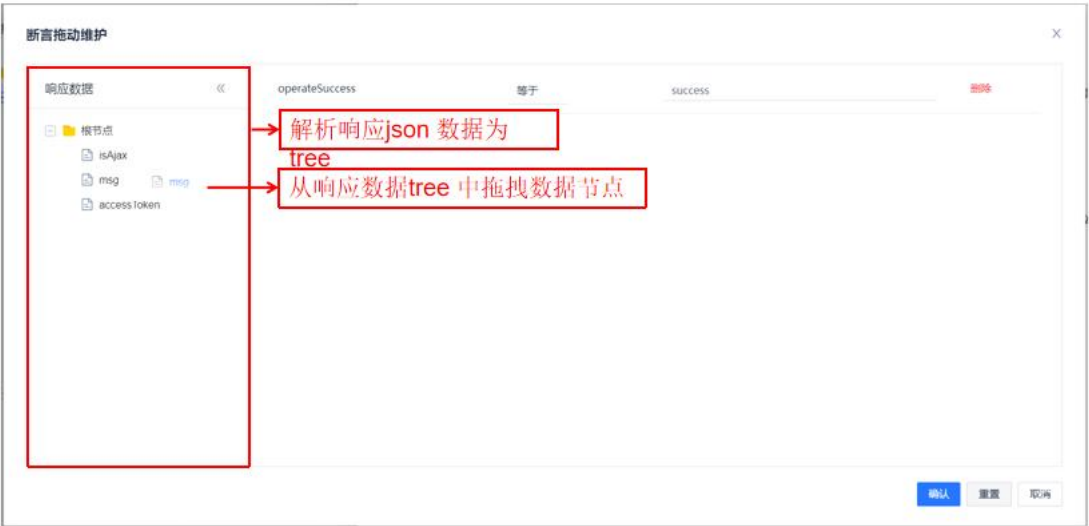 断言拖动维护
响应数据
operateSuccess 等于 success 删除
根节点
isAjax
msg msg
accessToken
解析响应json 数据为
tree
从响应数据tree 中拖拽数据节点
确认 重置 取消